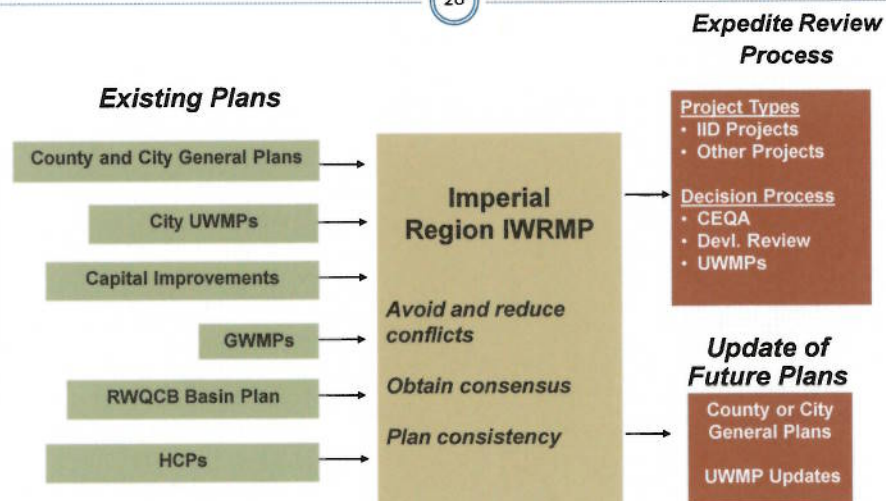 Expedite Review
Process
Existing Plans
County and City General Plans
City UWMPs
Capital Improvements
GWMPs
RWQCB Basin Plan
HCPs
Imperial
Region IWRMP
Avoid and reduce
conflicts
Obtain consensus
Plan consistency
Project Types
• IID Projects
• Other Projects
Decision Process
• CEQA
• Devl. Review
• UWMPs
Update of
Future Plans
County or City
General Plans
UWMP Updates